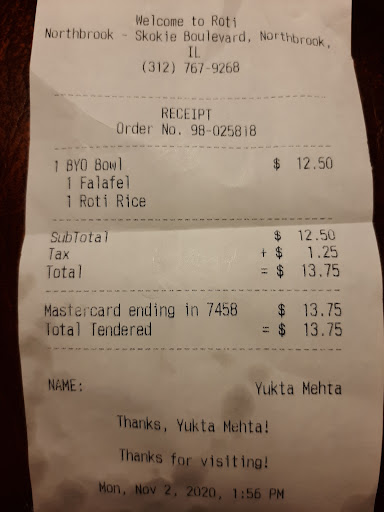 Welcome to Roti
Northbrook - Skokie Boulevard, Northbrook,
IL
(312) 767-9268
RECEIPT
Order No. 98-025818
1 BYO Bowl $ 12.50
1 Falafel
1 Roti Rice
SubTotal $ 12.50
Tax + $ 1.25
Total = $ 13.75
Mastercard ending in 7458 $ 13.75
Total Tendered = $ 13.75
NAME: Yukta Mehta
Thanks, Yukta Mehta!
Thanks for visiting!
Mon, Nov 2, 2020, 1:56 PM